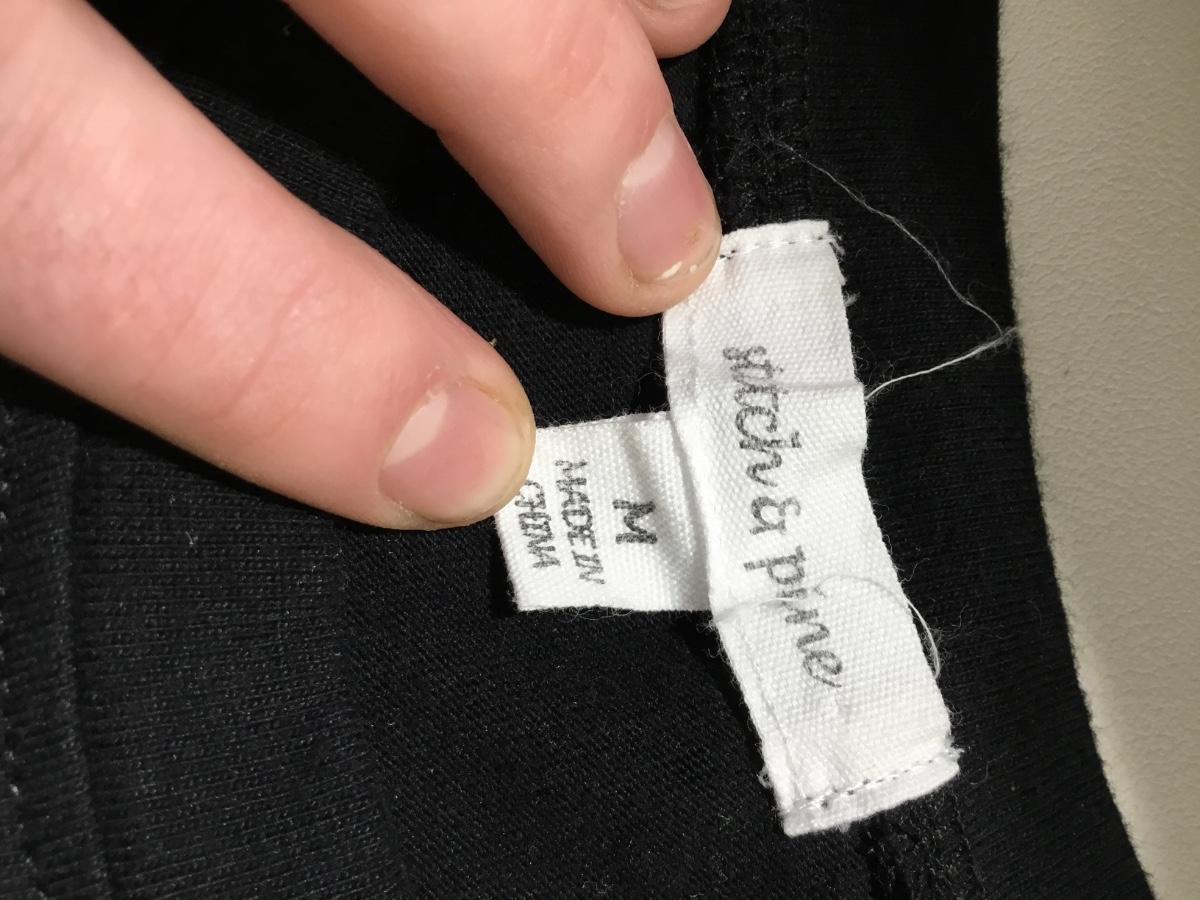 stitch & pine
M
MADE IN
CHINA